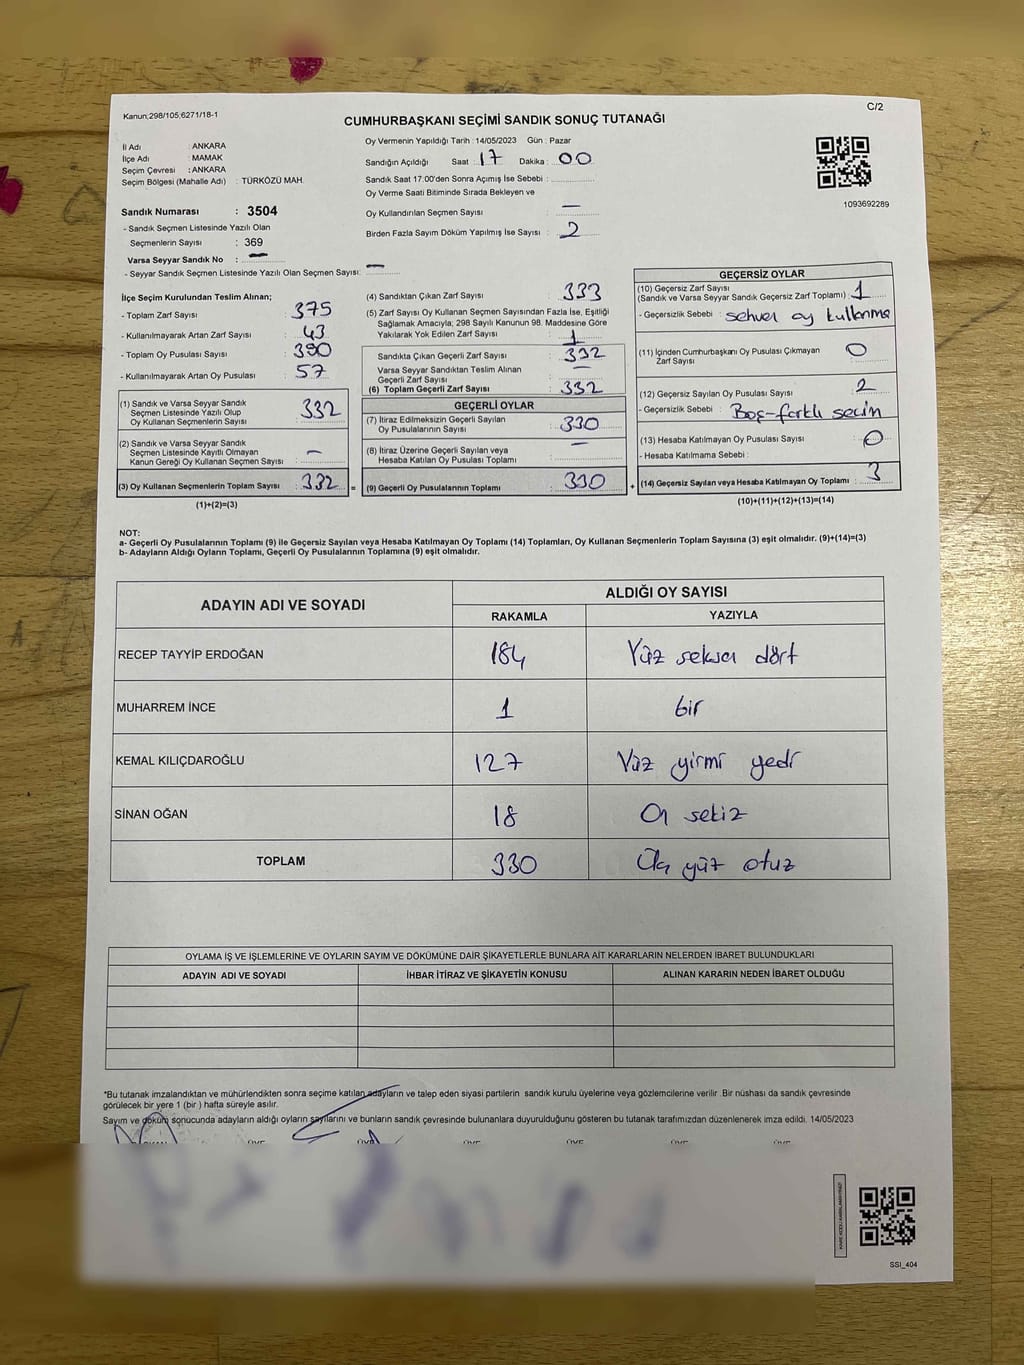 Kanun,298/105,6271/18-1
C/2
CUMHURBAŞKANI SEÇİMİ SANDIK SONUÇ TUTANAĞI
İl Adı : ANKARA
İlçe Adı : MAMAK
Seçim Çevresi : ANKARA
Seçim Bölgesi (Mahalle Adı) : TÜRKÖZÜ MAH.
Sandık Numarası : 3504
- Sandık Seçmen Listesinde Yazılı Olan
Seçmenlerin Sayısı : 369
Varsa Seyyar Sandık No : —
- Seyyar Sandık Seçmen Listesinde Yazılı Olan Seçmen Sayısı: —
Oy Vermenin Yapıldığı Tarih : 14/05/2023 Gün : Pazar
Sandığın Açıldığı Saat : 17 Dakika : 00
Sandık Saat 17:00'den Sonra Açımış İse Sebebi :
Oy Verme Saati Bitiminde Sırada Bekleyen ve
Oy Kullandırılan Seçmen Sayısı : —
Birden Fazla Sayım Döküm Yapılmış İse Sayısı : 2
1093692289
İlçe Seçim Kurulundan Teslim Alınan;
- Toplam Zarf Sayısı : 375
- Kullanılmayarak Artan Zarf Sayısı : 43
- Toplam Oy Pusulası Sayısı : 390
- Kullanılmayarak Artan Oy Pusulası : 57
(1) Sandık ve Varsa Seyyar Sandık
Seçmen Listesinde Yazılı Olup
Oy Kullanan Seçmenlerin Sayısı : 332
(2) Sandık ve Varsa Seyyar Sandık
Seçmen Listesinde Kayıtlı Olmayan
Kanun Gereği Oy Kullanan Seçmen Sayısı : —
(3) Oy Kullanan Seçmenlerin Toplam Sayısı : 332 =
(1)+(2)=(3)
(4) Sandıktan Çıkan Zarf Sayısı : 333
(5) Zarf Sayısı Oy Kullanan Seçmen Sayısından Fazla İse, Eşitliği
Sağlamak Amacıyla; 298 Sayılı Kanunun 98. Maddesine Göre
Yakılarak Yok Edilen Zarf Sayısı : 1
Sandıkta Çıkan Geçerli Zarf Sayısı : 332
Varsa Seyyar Sandıktan Teslim Alınan
Geçerli Zarf Sayısı : —
(6) Toplam Geçerli Zarf Sayısı : 332
GEÇERLİ OYLAR
(7) İtiraz Edilmeksizin Geçerli Sayılan
Oy Pusulalarının Sayısı : 330
(8) İtiraz Üzerine Geçerli Sayılan veya
Hesaba Katılan Oy Pusulası Toplamı : —
(9) Geçerli Oy Pusulalarının Toplamı : 330 +
GEÇERSİZ OYLAR
(10) Geçersiz Zarf Sayısı : 1
(Sandık ve Varsa Seyyar Sandık Geçersiz Zarf Toplamı)
- Geçersizlik Sebebi : sehven oy kullanma
(11) İçinden Cumhurbaşkanı Oy Pusulası Çıkmayan
Zarf Sayısı : 0
(12) Geçersiz Sayılan Oy Pusulası Sayısı : 2
- Geçersizlik Sebebi : Boş-farklı seçim
(13) Hesaba Katılmayan Oy Pusulası Sayısı : 0
- Hesaba Katılmama Sebebi :
(14) Geçersiz Sayılan veya Hesaba Katılmayan Oy Toplamı : 3
(10)+(11)+(12)+(13)=(14)
NOT:
a- Geçerli Oy Pusulalarının Toplamı (9) ile Geçersiz Sayılan veya Hesaba Katılmayan Oy Toplamı (14) Toplamları, Oy Kullanan Seçmenlerin Toplam Sayısına (3) eşit olmalıdır. (9)+(14)=(3)
b- Adayların Aldığı Oyların Toplamı, Geçerli Oy Pusulalarının Toplamına (9) eşit olmalıdır.
ADAYIN ADI VE SOYADI
ALDIĞI OY SAYISI
RAKAMLA YAZIYLA
RECEP TAYYİP ERDOĞAN 184 Yüz seksen dört
MUHARREM İNCE 1 bir
KEMAL KILIÇDAROĞLU 127 Yüz yirmi yedi
SİNAN OĞAN 18 On sekiz
TOPLAM 330 Üç yüz otuz
OYLAMA İŞ VE İŞLEMLERİNE VE OYLARIN SAYIM VE DÖKÜMÜNE DAİR ŞİKAYETLERLE BUNLARA AİT KARARLARIN NELERDEN İBARET BULUNDUKLARI
ADAYIN ADI VE SOYADI İHBAR İTİRAZ VE ŞİKAYETİN KONUSU ALINAN KARARIN NEDEN İBARET OLDUĞU
*Bu tutanak imzalandıktan ve mühürlendikten sonra seçime katılan adayların ve talep eden siyasi partilerin sandık kurulu üyelerine veya gözlemcilerine verilir. Bir nüshası da sandık çevresinde
görülecek bir yere 1 (bir) hafta süreyle asılır.
Sayım ve döküm sonucunda adayların aldığı oyların sayılarını ve bunların sandık çevresinde bulunanlara duyurulduğunu gösteren bu tutanak tarafımızdan düzenlenerek imza edildi. 14/05/2023
SSI_404